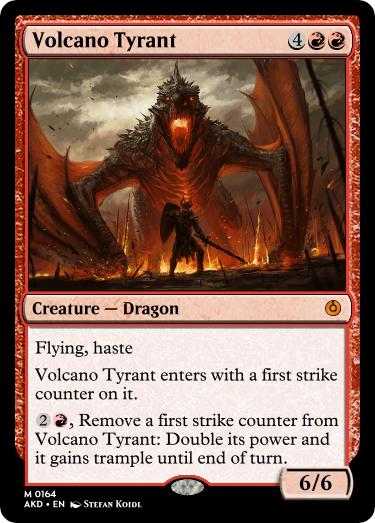 Volcano Tyrant 4
Creature — Dragon
Flying, haste
Volcano Tyrant enters with a first strike
counter on it.
2 , Remove a first strike counter from
Volcano Tyrant: Double its power and
it gains trample until end of turn.
6/6
M 0164
AKD • EN STEFAN KOIDL